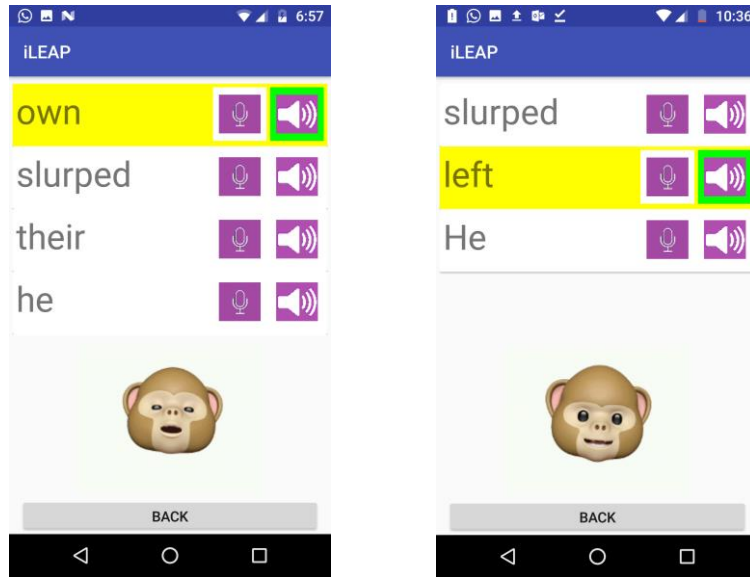 6:57
iLEAP
own
slurped
their
he
BACK
10:36
iLEAP
slurped
left
He
BACK